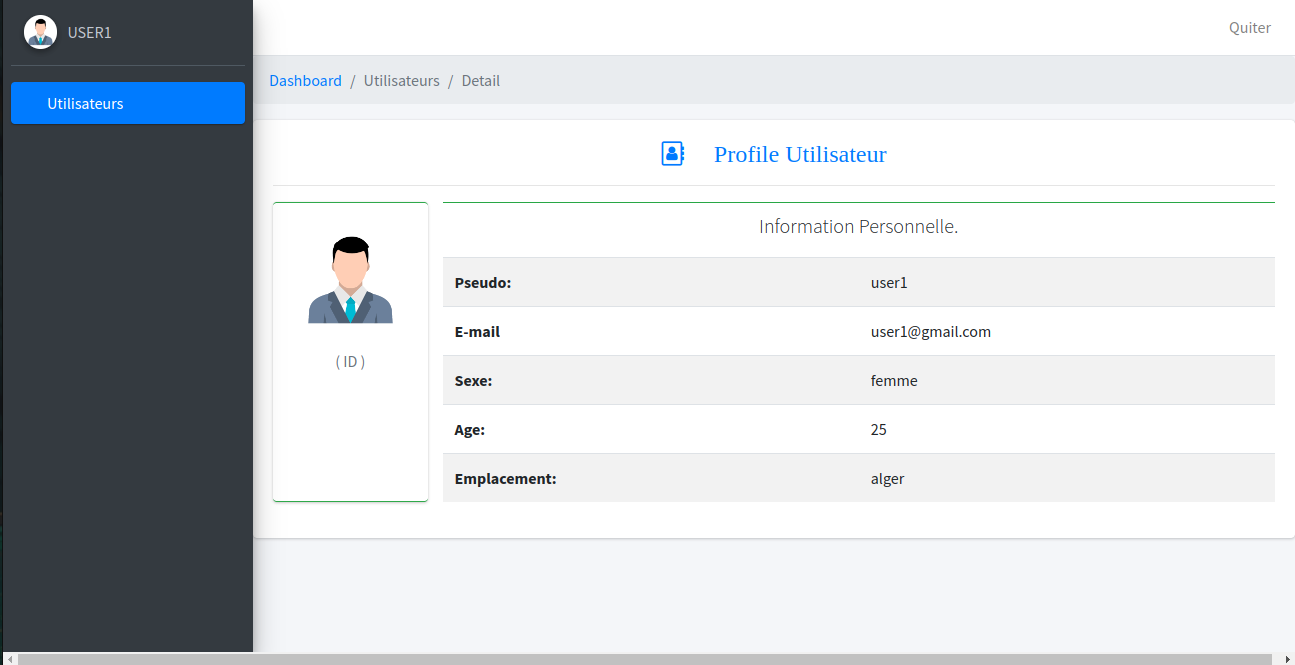 USER1
Quiter
Utilisateurs
Dashboard / Utilisateurs / Detail
Profile Utilisateur
( ID )
Information Personnelle.
Pseudo: user1
E-mail user1@gmail.com
Sexe: femme
Age: 25
Emplacement: alger